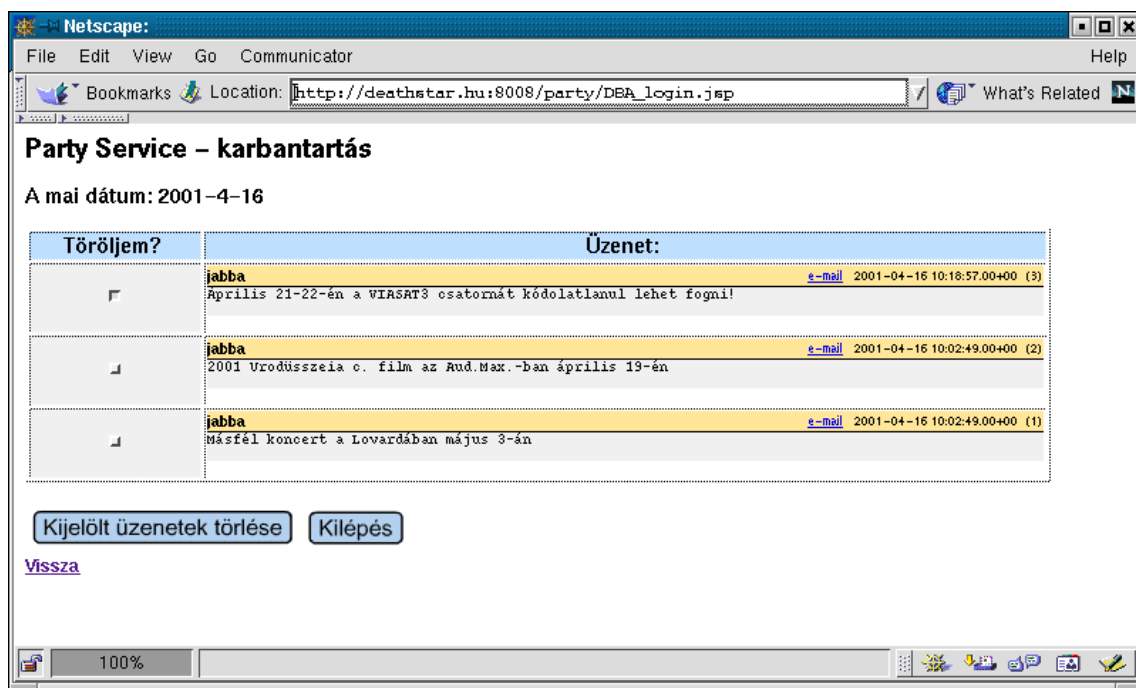 Netscape:
File Edit View Go Communicator Help
Bookmarks Location: http://deathstar.hu:8008/party/DBA_login.jsp What's Related N
Party Service – karbantartás
A mai dátum: 2001-4-16
Töröljem? Üzenet:
jabba e-mail 2001-04-16 10:18:57.00+00 (3)
Április 21-22-én a VIASAT3 csatornát kódolatlanul lehet fogni!
jabba e-mail 2001-04-16 10:02:49.00+00 (2)
2001 Urodüsszeia c. film az Aud.Max.-ban április 19-én
jabba e-mail 2001-04-16 10:02:49.00+00 (1)
Másfél koncert a Lovardában május 3-án
Kijelölt üzenetek törlése Kilépés
Vissza
100%